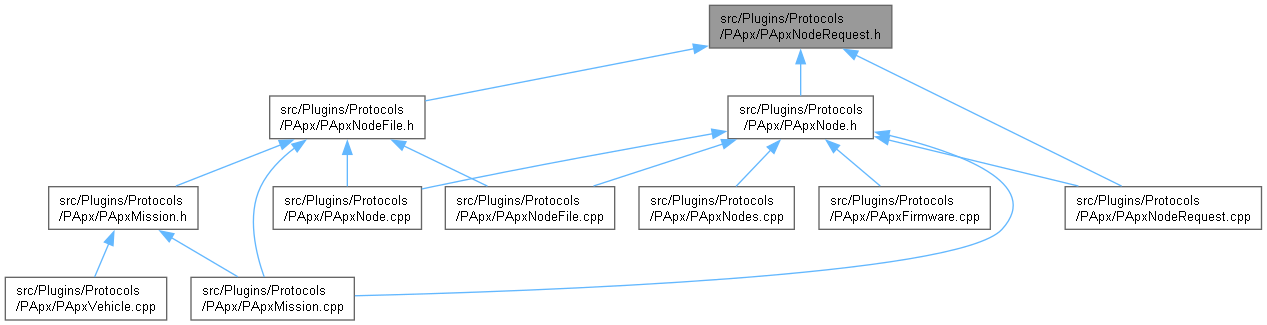 src/Plugins/Protocols
/PApx/PApxNodeRequest.h
src/Plugins/Protocols
/PApx/PApxNodeFile.h
src/Plugins/Protocols
/PApx/PApxNode.h
src/Plugins/Protocols
/PApx/PApxMission.h
src/Plugins/Protocols
/PApx/PApxNode.cpp
src/Plugins/Protocols
/PApx/PApxNodeFile.cpp
src/Plugins/Protocols
/PApx/PApxNodes.cpp
src/Plugins/Protocols
/PApx/PApxFirmware.cpp
src/Plugins/Protocols
/PApx/PApxNodeRequest.cpp
src/Plugins/Protocols
/PApx/PApxVehicle.cpp
src/Plugins/Protocols
/PApx/PApxMission.cpp